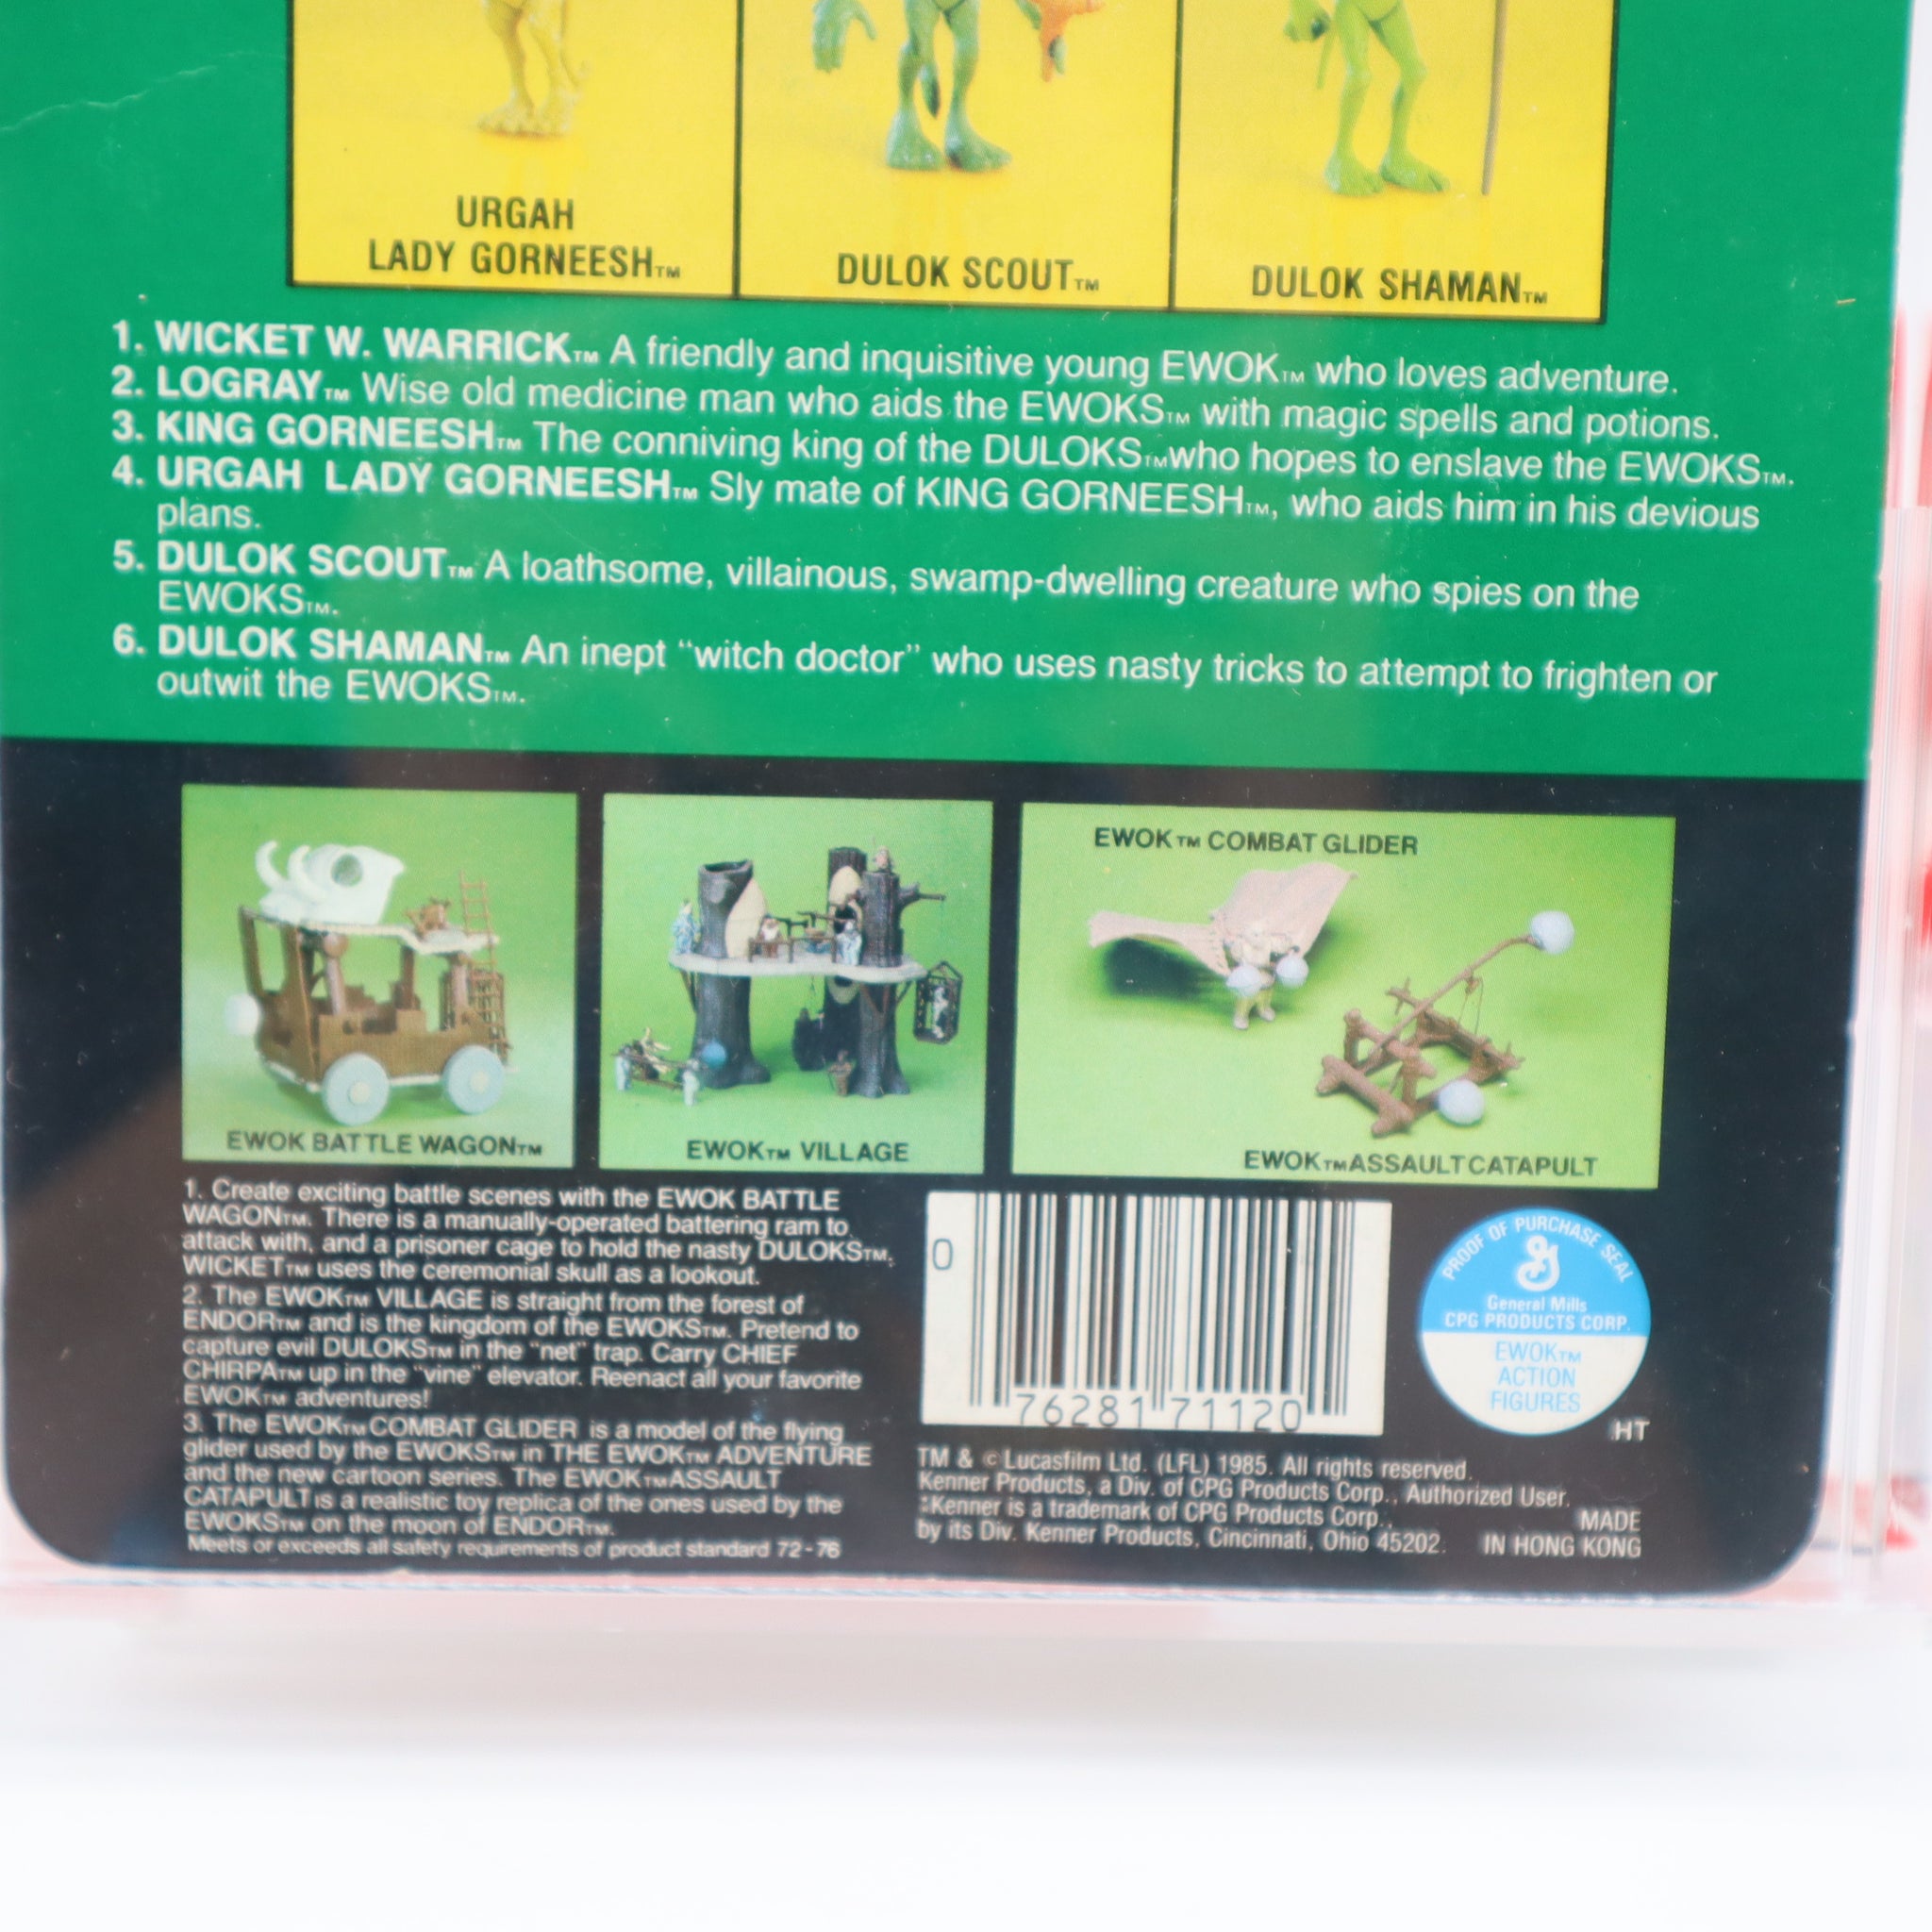 URGAH
LADY GORNEESH™
DULOK SCOUT™
DULOK SHAMAN™
1. WICKET W. WARRICK™ A friendly and inquisitive young EWOK™ who loves adventure.
2. LOGRAY™ Wise old medicine man who aids the EWOKS™ with magic spells and potions.
3. KING GORNEESH™ The conniving king of the DULOKS™ who hopes to enslave the EWOKS™.
4. URGAH LADY GORNEESH™ Sly mate of KING GORNEESH™, who aids him in his devious
plans.
5. DULOK SCOUT™ A loathsome, villainous, swamp-dwelling creature who spies on the
EWOKS™.
6. DULOK SHAMAN™ An inept “witch doctor” who uses nasty tricks to attempt to frighten or
outwit the EWOKS™.
EWOK BATTLE WAGON™
EWOK™ VILLAGE
EWOK™ COMBAT GLIDER
EWOK™ ASSAULT CATAPULT
1. Create exciting battle scenes with the EWOK BATTLE
WAGON™. There is a manually-operated battering ram to
attack with, and a prisoner cage to hold the nasty DULOKS™.
WICKET™ uses the ceremonial skull as a lookout.
2. The EWOK™ VILLAGE is straight from the forest of
ENDOR™ and is the kingdom of the EWOKS™. Pretend to
capture evil DULOKS™ in the “net” trap. Carry CHIEF
CHIRPA™ up in the “vine” elevator. Reenact all your favorite
EWOK™ adventures!
3. The EWOK™ COMBAT GLIDER is a model of the flying
glider used by the EWOKS™ in THE EWOK™ ADVENTURE
and the new cartoon series. The EWOK™ ASSAULT
CATAPULT is a realistic toy replica of the ones used by the
EWOKS™ on the moon of ENDOR™.
Meets or exceeds all safety requirements of product standard 72-76
0 76281 71120
PROOF OF PURCHASE SEAL
G
General Mills
CPG PRODUCTS CORP.
EWOK™
ACTION
FIGURES
HT
TM & © Lucasfilm Ltd. (LFL) 1985. All rights reserved.
Kenner Products, a Div. of CPG Products Corp., Authorized User.
*Kenner is a trademark of CPG Products Corp.,
by its Div. Kenner Products, Cincinnati, Ohio 45202.
MADE
IN HONG KONG